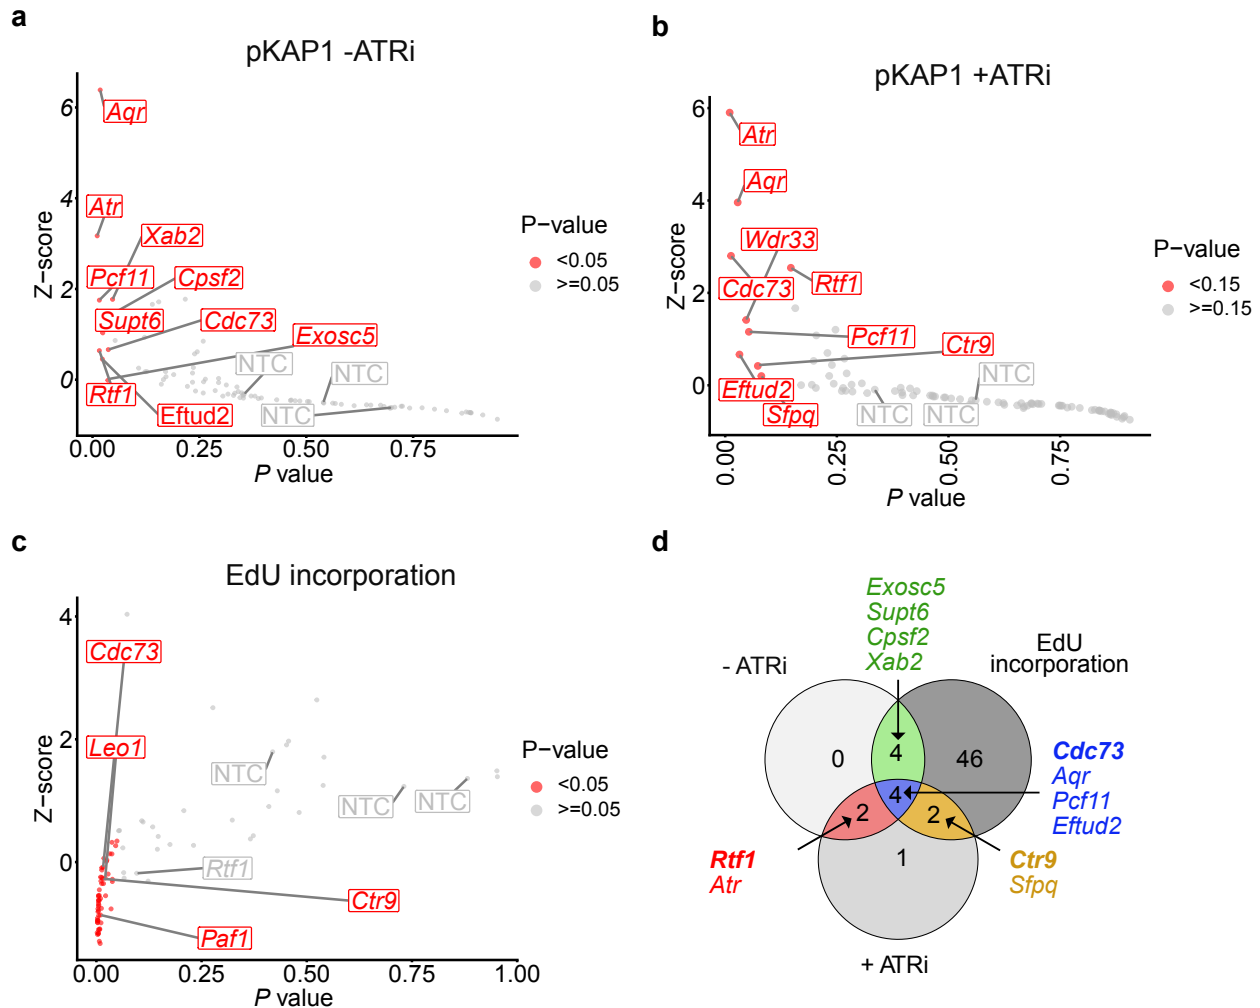 a
pKAP1 -ATRi
Z−score
6
4
2
0
Aqr
Atr
Xab2
Pcf11
Cpsf2
Supt6
Cdc73
Exosc5
NTC
NTC
Rtf1
NTC
Eftud2
0.00
0.25
0.50
0.75
P value
P−value
<0.05
>=0.05
b
pKAP1 +ATRi
Z−score
6
4
2
0
Atr
Aqr
Wdr33
Cdc73
Rtf1
Pcf11
Ctr9
NTC
Eftud2
NTC
NTC
Sfpq
0.00
0.25
0.50
0.75
P value
P−value
<0.15
>=0.15
c
EdU incorporation
Z−score
4
2
0
Cdc73
Leo1
NTC
NTC
NTC
Rtf1
Ctr9
Paf1
0.00
0.25
0.50
0.75
1.00
P value
P−value
<0.05
>=0.05
d
Exosc5
Supt6
Cpsf2
Xab2
- ATRi
EdU
incorporation
0
4
46
2
4
2
1
Cdc73
Aqr
Pcf11
Eftud2
Rtf1
Atr
Ctr9
Sfpq
+ ATRi